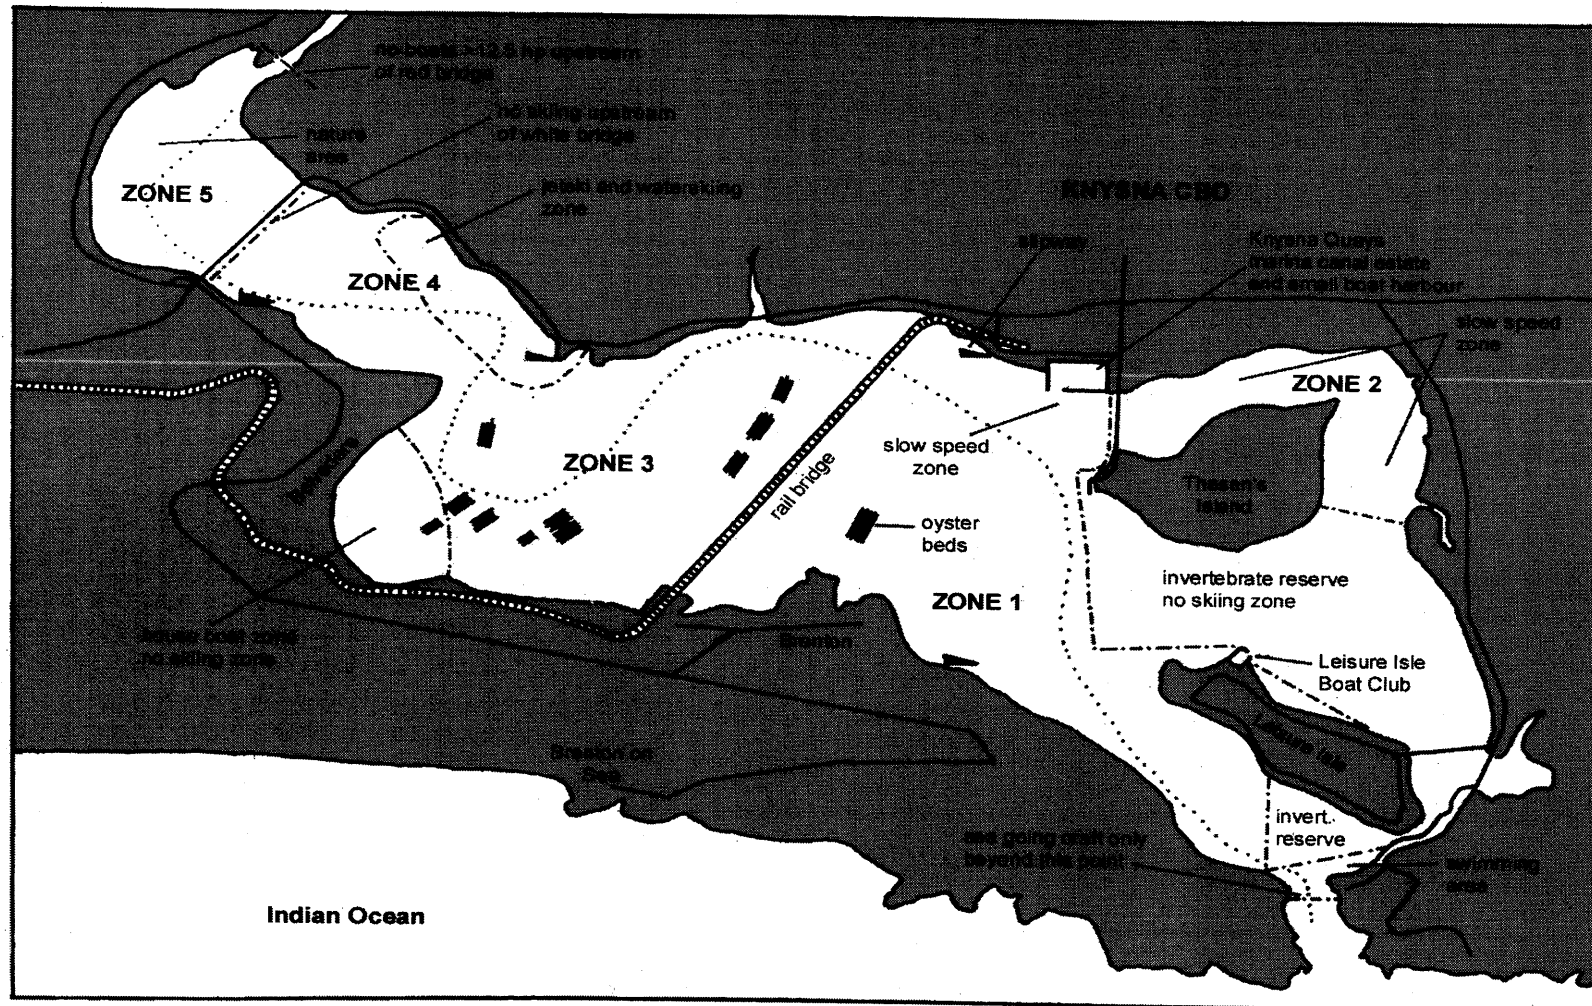 no boats >12.5 hp upstream
of red bridge
no skiing upstream
of white bridge
nature
area
ZONE 5
jetski and waterskiing
zone
KNYSNA CBD
slipway
Knysna Quays
marina canal estate
and small boat harbour
ZONE 4
slow speed
zone
ZONE 2
slow speed
zone
ZONE 3
rail bridge
Thesen's
Island
oyster
beds
invertebrate reserve
no skiing zone
ZONE 1
house boat zone
no skiing zone
Brenton
Leisure Isle
Boat Club
Leisure Isle
Brenton on
Sea
invert.
reserve
sea going craft only
beyond this point
swimming
area
Indian Ocean